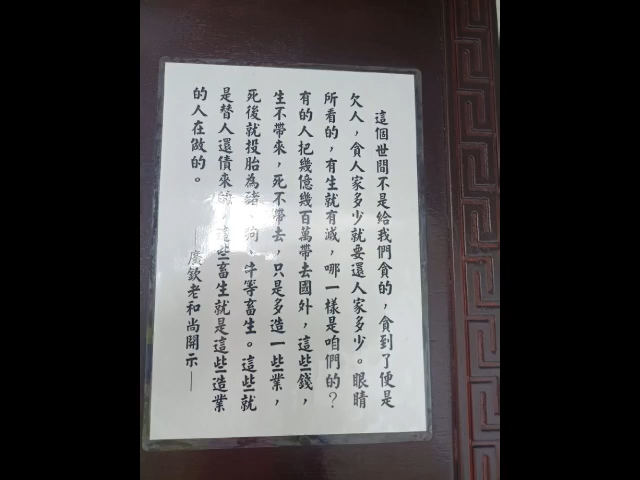 這個世間不是給我們貪的，貪到了便是
欠人，貪人家多少就要還人家多少。眼睛
所看的，有生就有滅，哪一樣是咱們的？
有的人把幾億幾百萬帶去國外，這些錢，
生不帶來，死不帶去，只是多造一些業，
死後就投胎為豬、狗、牛等畜生。這些就
是替人還債來的，這些畜生就是這些造業
的人在做的。
—廣欽老和尚開示—